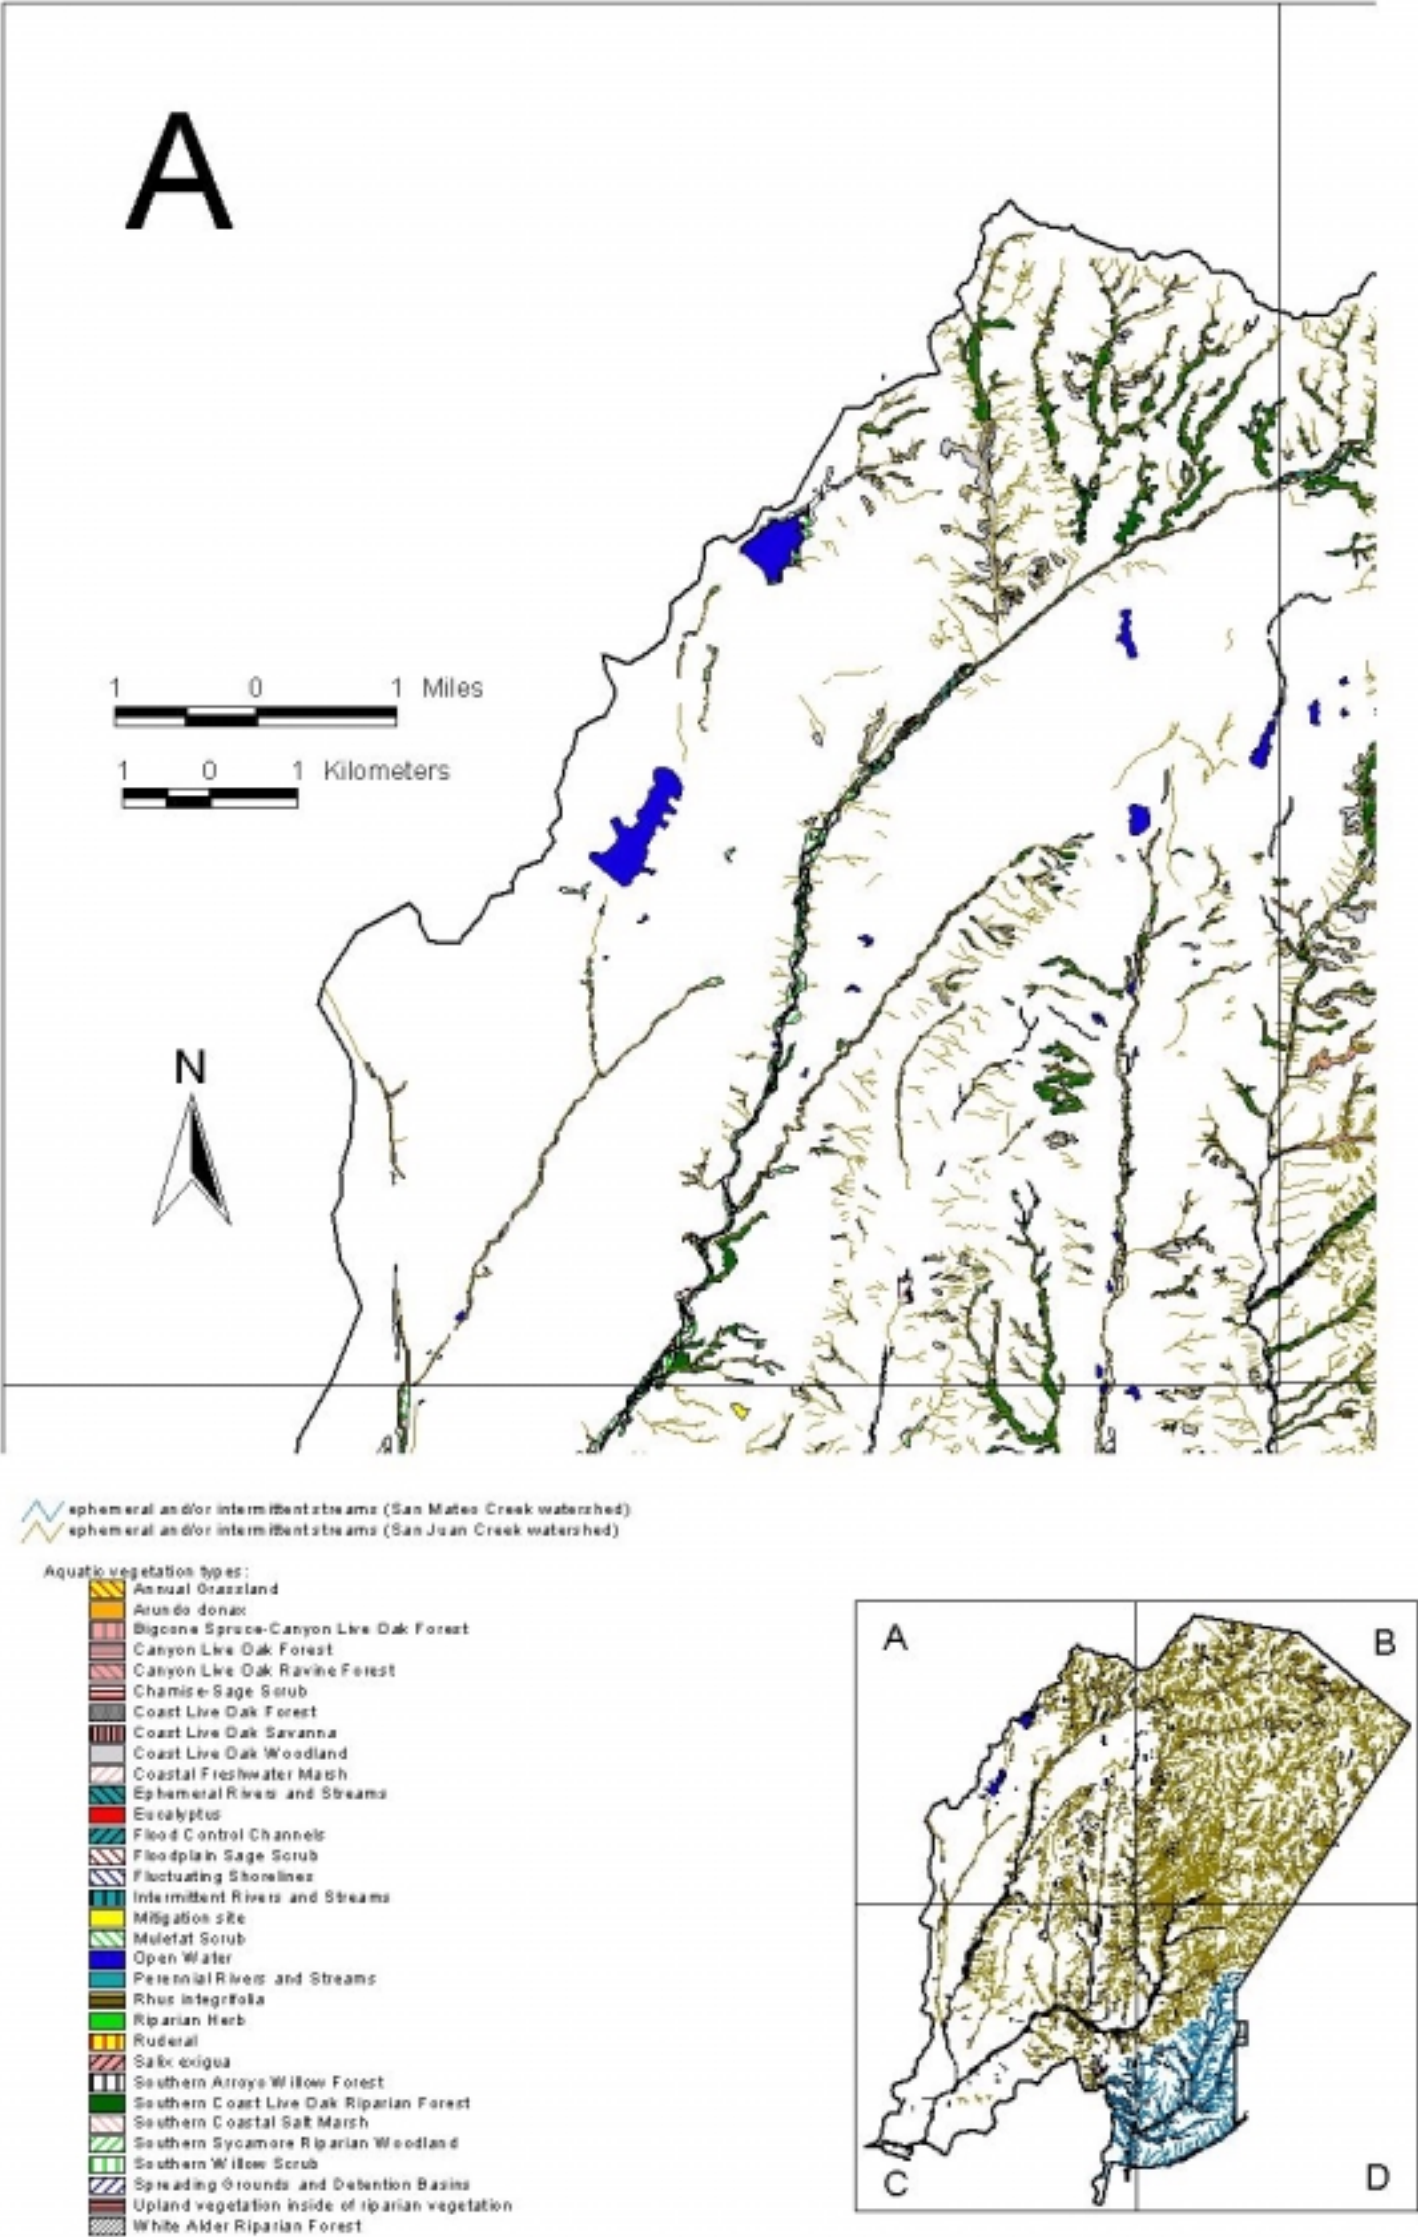 A
1 0 1 Miles
1 0 1 Kilometers
N
ephemeral and/or intermittent streams (San Mateo Creek watershed)
ephemeral and/or intermittent streams (San Juan Creek watershed)
Aquatic vegetation types:
Annual Grassland
Arundo donax
Bigcone Spruce-Canyon Live Oak Forest
Canyon Live Oak Forest
Canyon Live Oak Ravine Forest
Chamise-Sage Scrub
Coast Live Oak Forest
Coast Live Oak Savanna
Coast Live Oak Woodland
Coastal Freshwater Marsh
Ephemeral Rivers and Streams
Eucalyptus
Flood Control Channels
Floodplain Sage Scrub
Fluctuating Shorelines
Intermittent Rivers and Streams
Mitigation site
Mulefat Scrub
Open Water
Perennial Rivers and Streams
Rhus integrifolia
Riparian Herb
Ruderal
Salix exigua
Southern Arroyo Willow Forest
Southern Coast Live Oak Riparian Forest
Southern Coastal Salt Marsh
Southern Sycamore Riparian Woodland
Southern Willow Scrub
Spreading Grounds and Detention Basins
Upland vegetation inside of riparian vegetation
White Alder Riparian Forest
A B
C D